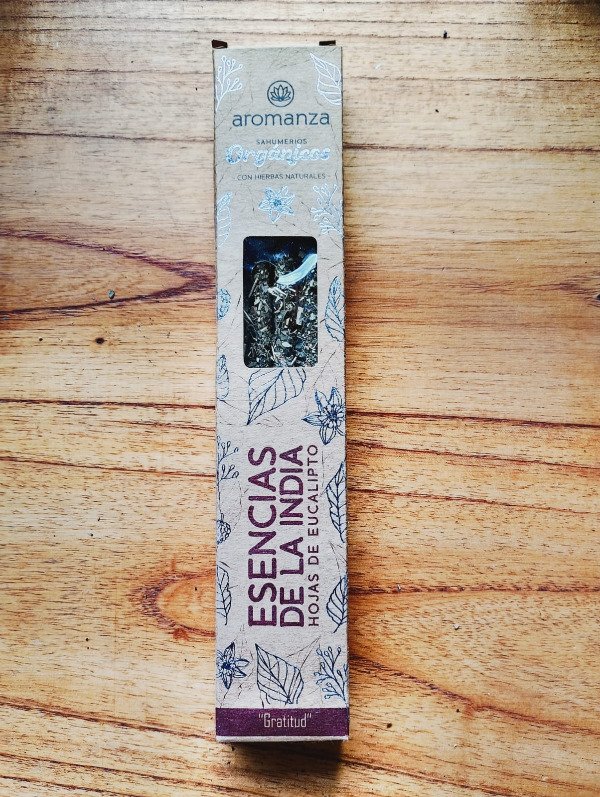 aromanza
SAHUMERIOS
Orgánicos
- CON HIERBAS NATURALES -
ESENCIAS
DE LA INDIA
HOJAS DE EUCALIPTO
"Gratitud"